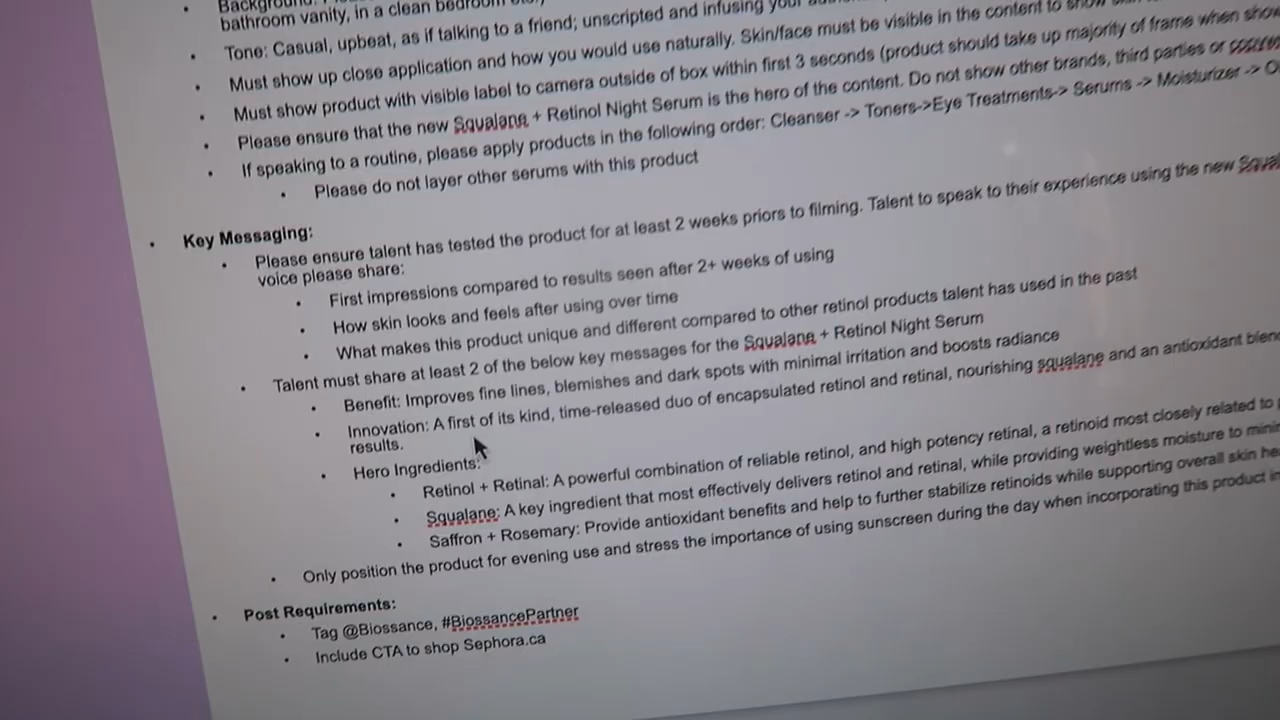 Background:
bathroom vanity, in a clean bedroom
Tone: Casual, upbeat, as if talking to a friend; unscripted and infusing your
Must show up close application and how you would use naturally. Skin/face must be visible in the content to show
Must show product with visible label to camera outside of box within first 3 seconds (product should take up majority of frame when
Please ensure that the new Squalane + Retinol Night Serum is the hero of the content. Do not show other brands, third parties or
If speaking to a routine, please apply products in the following order: Cleanser -> Toners->Eye Treatments-> Serums -> Moisturizer ->
Please do not layer other serums with this product
Key Messaging:
Please ensure talent has tested the product for at least 2 weeks priors to filming. Talent to speak to their experience using the new
voice please share:
First impressions compared to results seen after 2+ weeks of using
How skin looks and feels after using over time
What makes this product unique and different compared to other retinol products talent has used in the past
Talent must share at least 2 of the below key messages for the Squalane + Retinol Night Serum
Benefit: Improves fine lines, blemishes and dark spots with minimal irritation and boosts radiance
Innovation: A first of its kind, time-released duo of encapsulated retinol and retinal, nourishing squalane and an antioxidant
results.
Hero Ingredients:
Retinol + Retinal: A powerful combination of reliable retinol, and high potency retinal, a retinoid most closely related to
Squalane: A key ingredient that most effectively delivers retinol and retinal, while providing weightless moisture to
Saffron + Rosemary: Provide antioxidant benefits and help to further stabilize retinoids while supporting overall skin
Only position the product for evening use and stress the importance of using sunscreen during the day when incorporating this product
Post Requirements:
Tag @Biossance, #BiossancePartner
Include CTA to shop Sephora.ca